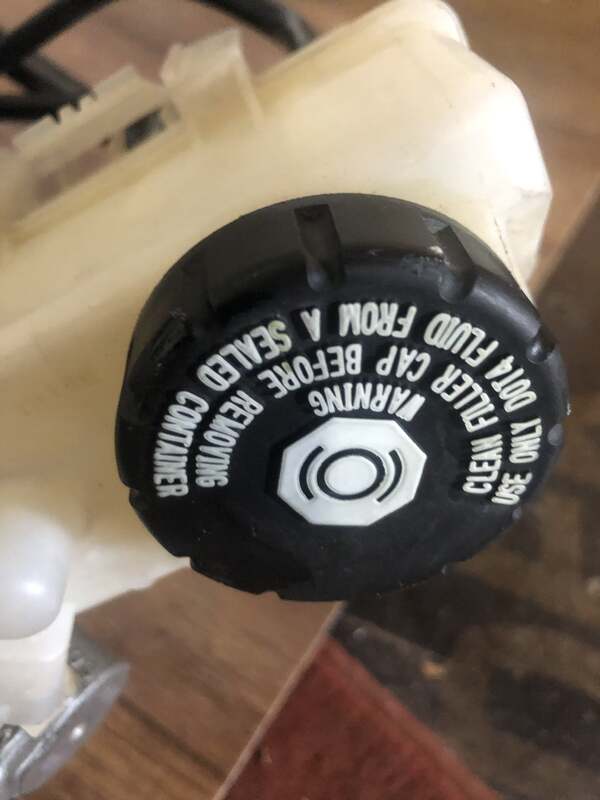 WARNING
CLEAN FILLER CAP BEFORE REMOVING
USE ONLY DOT4 FLUID FROM A SEALED CONTAINER